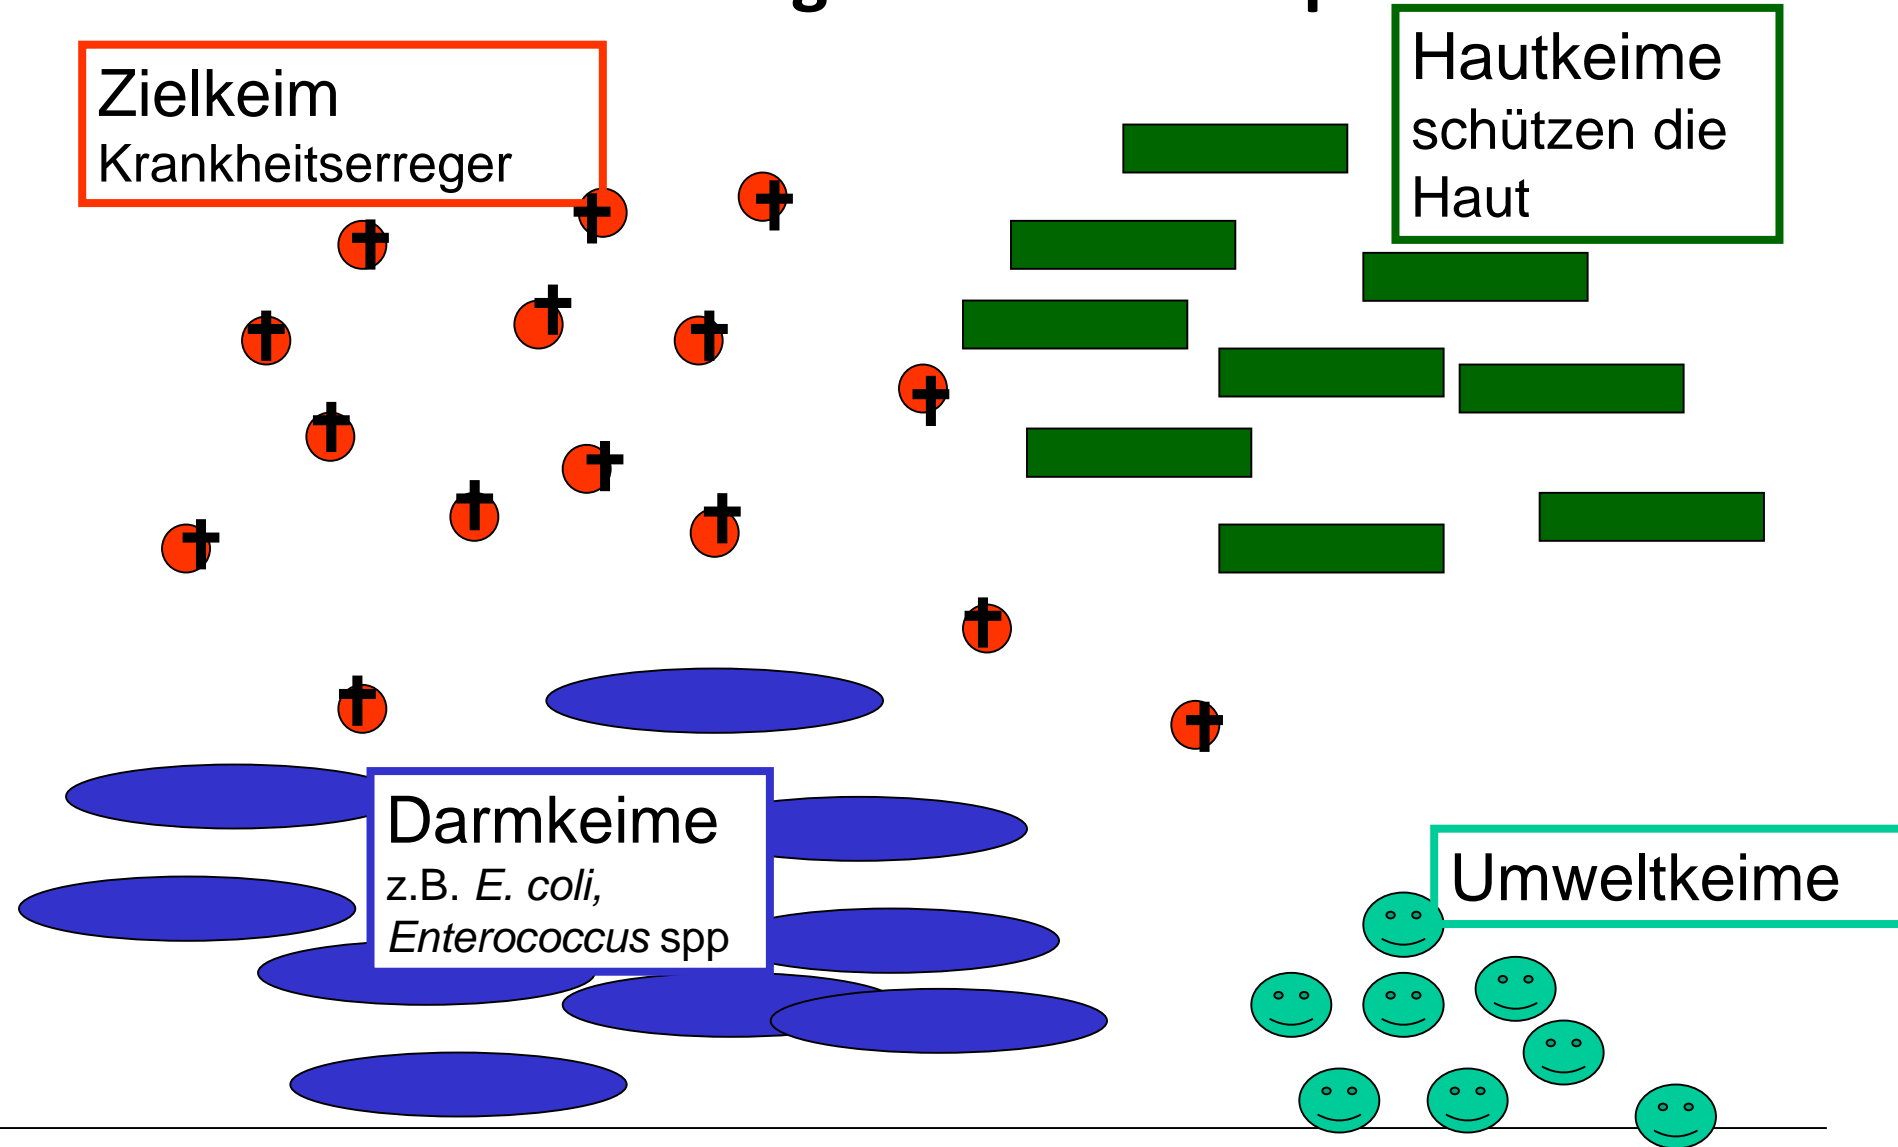 Zielkeim
Krankheitserreger
Hautkeime
schützen die
Haut
Darmkeime
z.B. E. coli,
Enterococcus spp
Umweltkeime